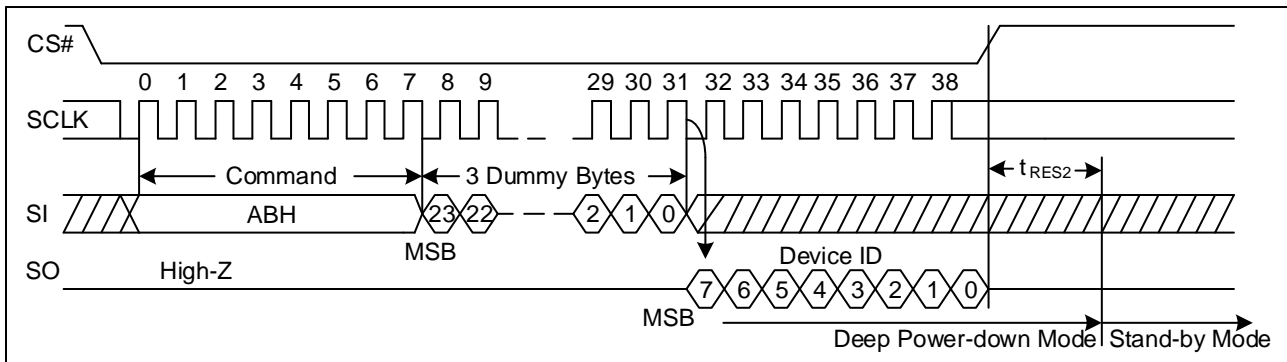 CS#
0 1 2 3 4 5 6 7 8 9 29 30 31 32 33 34 35 36 37 38
SCLK
Command 3 Dummy Bytes tRES2
SI ABH 23 22 2 1 0
MSB
SO High-Z Device ID
7 6 5 4 3 2 1 0
MSB
Deep Power-down Mode Stand-by Mode